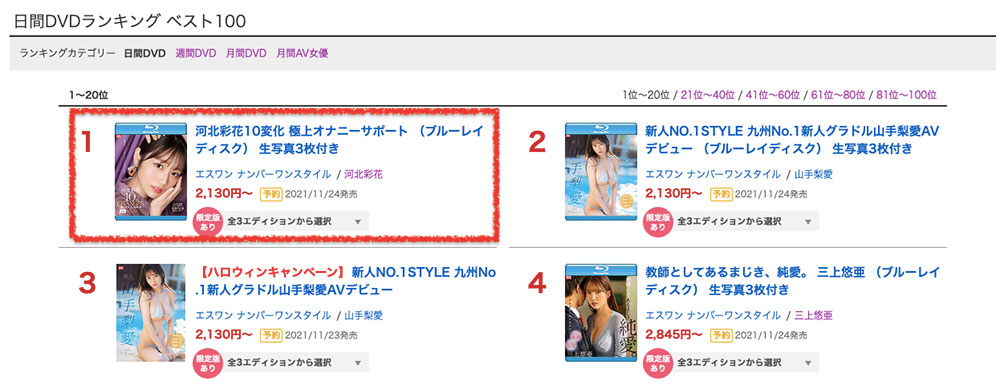 日間DVDランキング ベスト100
ランキングカテゴリー 日間DVD 週間DVD 月間DVD 月間AV女優
1〜20位
1位〜20位 / 21位〜40位 / 41位〜60位 / 61位〜80位 / 81位〜100位
1
河北彩花10変化 極上オナニーサポート （ブルーレイ
ディスク） 生写真3枚付き
エスワン ナンバーワンスタイル / 河北彩花
2,130円〜 予約 2021/11/24発売
限定版
あり
全3エディションから選択
2
新人NO.1STYLE 九州No.1新人グラドル山手梨愛AV
デビュー （ブルーレイディスク） 生写真3枚付き
エスワン ナンバーワンスタイル / 山手梨愛
2,130円〜 予約 2021/11/24発売
限定版
あり
全3エディションから選択
3
【ハロウィンキャンペーン】 新人NO.1STYLE 九州No
.1新人グラドル山手梨愛AVデビュー
エスワン ナンバーワンスタイル / 山手梨愛
2,130円〜 予約 2021/11/23発売
限定版
あり
全3エディションから選択
4
教師としてあるまじき、純愛。 三上悠亜 （ブルーレイ
ディスク） 生写真3枚付き
エスワン ナンバーワンスタイル / 三上悠亜
2,845円〜 予約 2021/11/24発売
限定版
あり
全3エディションから選択